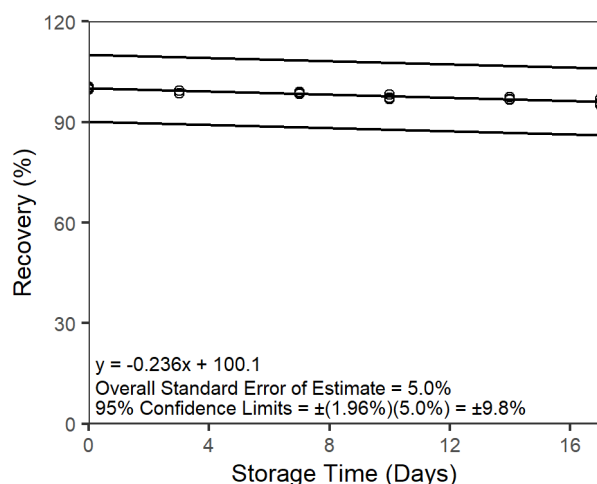 120
90
60
30
0
Recovery (%)
y = -0.236x + 100.1
Overall Standard Error of Estimate = 5.0%
95% Confidence Limits = ±(1.96%)(5.0%) = ±9.8%
0 4 8 12 16
Storage Time (Days)